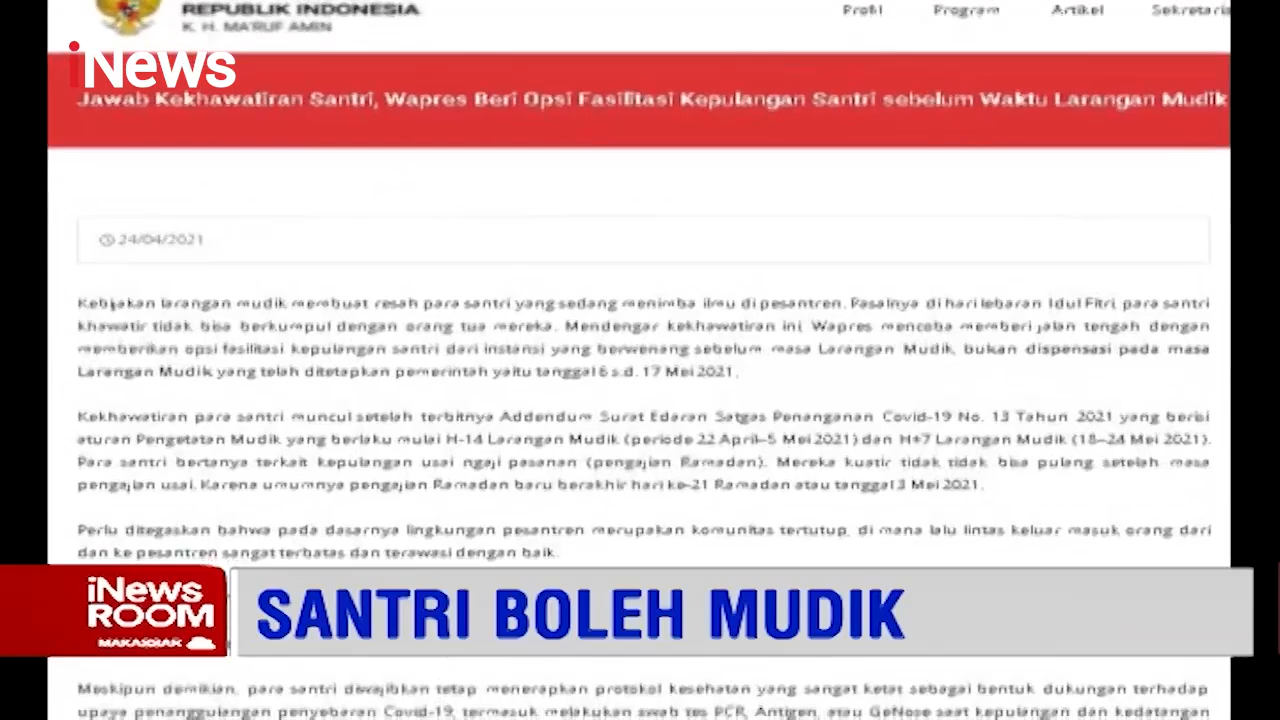 REPUBLIK INDONESIA
K. H. MA'RUF AMIN
Profil Program Artikel Sekretaria
iNews
Jawab Kekhawatiran Santri, Wapres Beri Opsi Fasilitasi Kepulangan Santri sebelum Waktu Larangan Mudik
24/04/2021
Kebijakan larangan mudik membuat resah para santri yang sedang menimba ilmu di pesantren. Pasalnya di hari lebaran Idul Fitri, para santri
khawatir tidak bisa berkumpul dengan orang tua mereka. Mendengar kekhawatiran ini, Wapres mencoba memberi jalan tengah dengan
memberikan opsi fasilitasi kepulangan santri dari instansi yang berwenang sebelum masa Larangan Mudik, bukan dispensasi pada masa
Larangan Mudik yang telah ditetapkan pemerintah yaitu tanggal 6 s.d. 17 Mei 2021.
Kekhawatiran para santri muncul setelah terbitnya Addendum Surat Edaran Satgas Penanganan Covid-19 No. 13 Tahun 2021 yang berisi
aturan Pengetatan Mudik yang berlaku mulai H-14 Larangan Mudik (periode 22 April–5 Mei 2021) dan H+7 Larangan Mudik (18–24 Mei 2021).
Para santri bertanya terkait kepulangan usai ngaji pasanan (pengajian Ramadan). Mereka kuatir tidak tidak bisa pulang setelah masa
pengajian usai. Karena umumnya pengajian Ramadan baru berakhir hari ke-21 Ramadan atau tanggal 3 Mei 2021.
Perlu ditegaskan bahwa pada dasarnya lingkungan pesantren merupakan komunitas tertutup, di mana lalu lintas keluar masuk orang dari
dan ke pesantren sangat terbatas dan terawasi dengan baik.
iNews
ROOM
MAKASSAR
SANTRI BOLEH MUDIK
Meskipun demikian, para santri diwajibkan tetap menerapkan protokol kesehatan yang sangat ketat sebagai bentuk dukungan terhadap
upaya penanggulangan penyebaran Covid-19, termasuk melakukan swab tes PCR, Antigen, atau GeNose saat kepulangan dan kedatangan